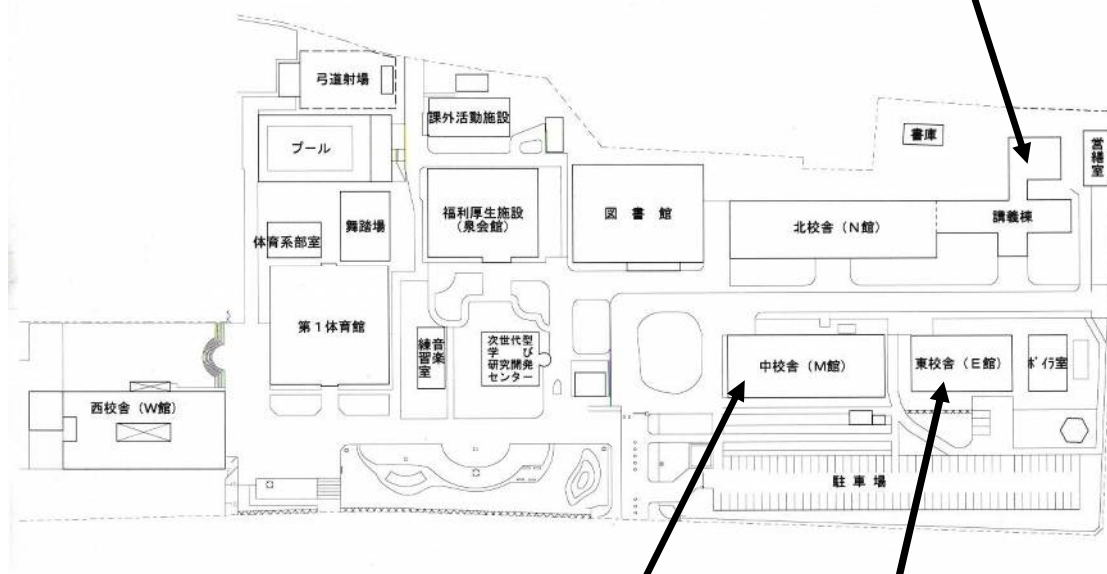 弓道射場
課外活動施設
プール
書庫
営繕室
福利厚生施設
(泉会館)
図書館
北校舎(N館)
講義棟
舞踏場
体育系部室
第1体育館
音楽
練習室
次世代型
学び
研究開発
センター
中校舎(M館)
東校舎(E館)
ボイラ室
西校舎(W館)
駐車場